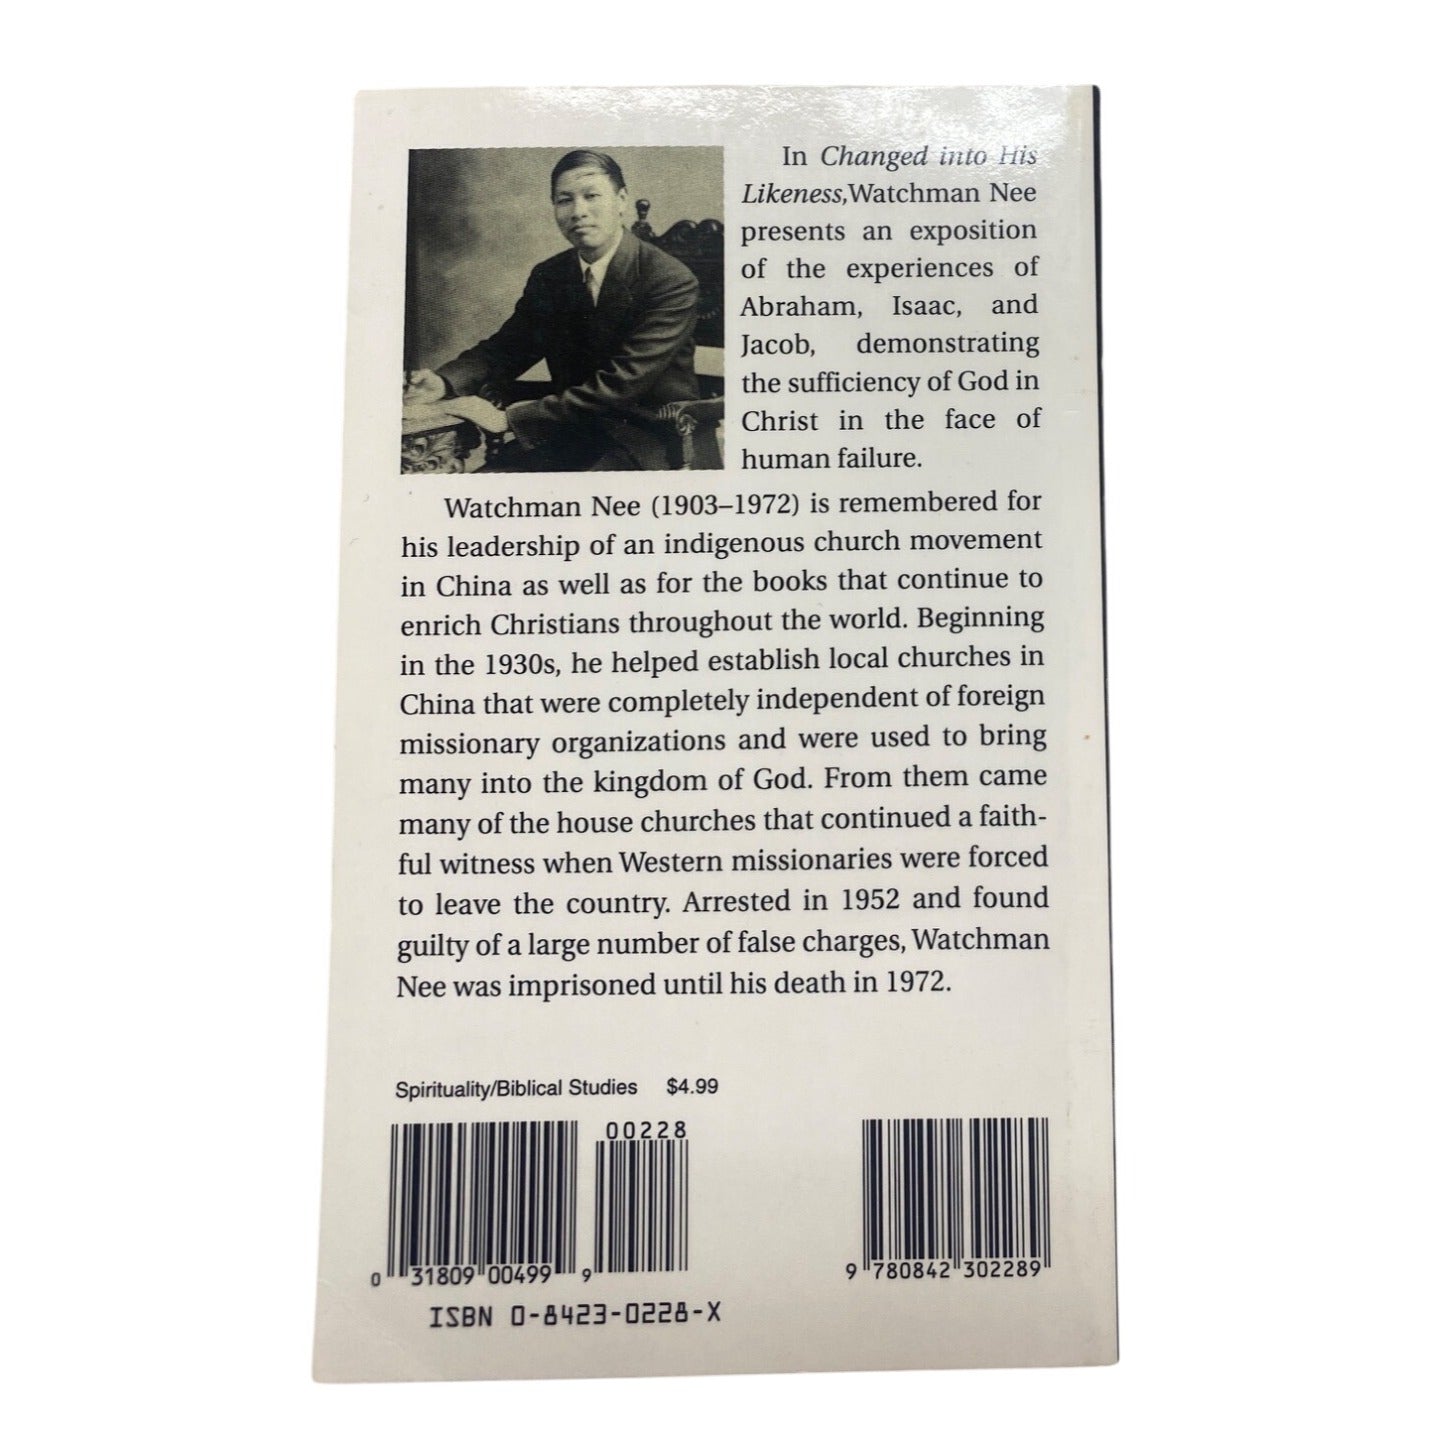 In Changed into His
Likeness,Watchman Nee
presents an exposition
of the experiences of
Abraham, Isaac, and
Jacob, demonstrating
the sufficiency of God in
Christ in the face of
human failure.
Watchman Nee (1903–1972) is remembered for
his leadership of an indigenous church movement
in China as well as for the books that continue to
enrich Christians throughout the world. Beginning
in the 1930s, he helped establish local churches in
China that were completely independent of foreign
missionary organizations and were used to bring
many into the kingdom of God. From them came
many of the house churches that continued a faith-
ful witness when Western missionaries were forced
to leave the country. Arrested in 1952 and found
guilty of a large number of false charges, Watchman
Nee was imprisoned until his death in 1972.
Spirituality/Biblical Studies $4.99
00228
0 31809 00499 9
9 780842 302289
ISBN 0-8423-0228-X